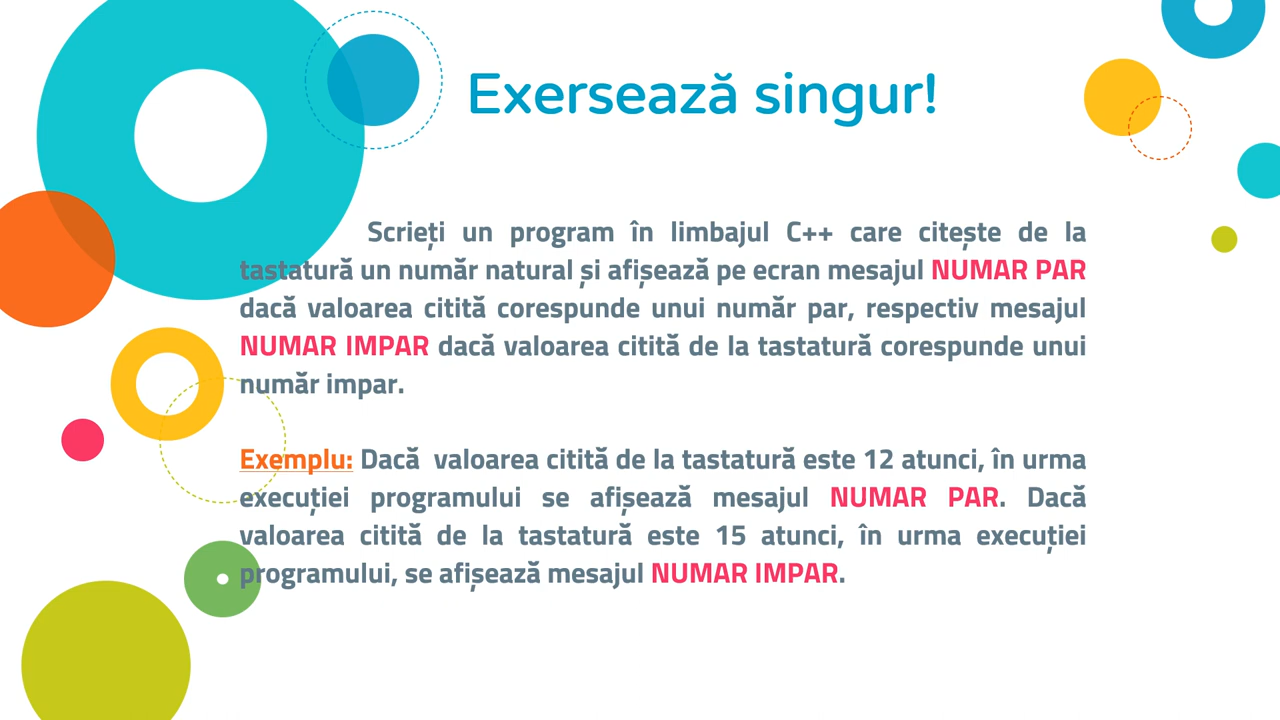 Exersează singur!
Scrieți un program în limbajul C++ care citește de la
tastatură un număr natural și afișează pe ecran mesajul NUMAR PAR
dacă valoarea citită corespunde unui număr par, respectiv mesajul
NUMAR IMPAR dacă valoarea citită de la tastatură corespunde unui
număr impar.
Exemplu: Dacă valoarea citită de la tastatură este 12 atunci, în urma
execuției programului se afișează mesajul NUMAR PAR. Dacă
valoarea citită de la tastatură este 15 atunci, în urma execuției
programului, se afișează mesajul NUMAR IMPAR.